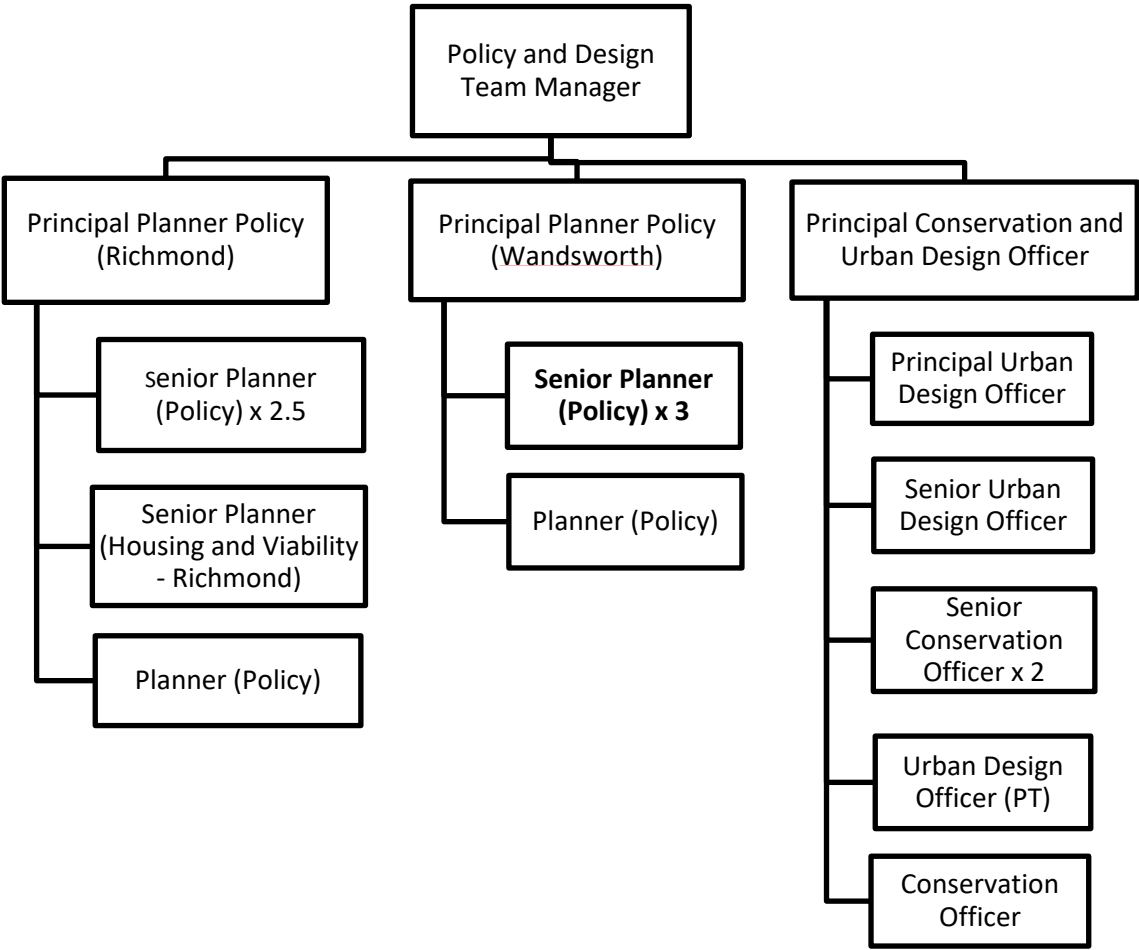 Policy and Design
Team Manager
Principal Planner Policy
(Richmond)
Principal Planner Policy
(Wandsworth)
Principal Conservation and
Urban Design Officer
senior Planner
(Policy) x 2.5
Senior Planner
(Housing and Viability
- Richmond)
Planner (Policy)
Senior Planner
(Policy) x 3
Planner (Policy)
Principal Urban
Design Officer
Senior Urban
Design Officer
Senior
Conservation
Officer x 2
Urban Design
Officer (PT)
Conservation
Officer